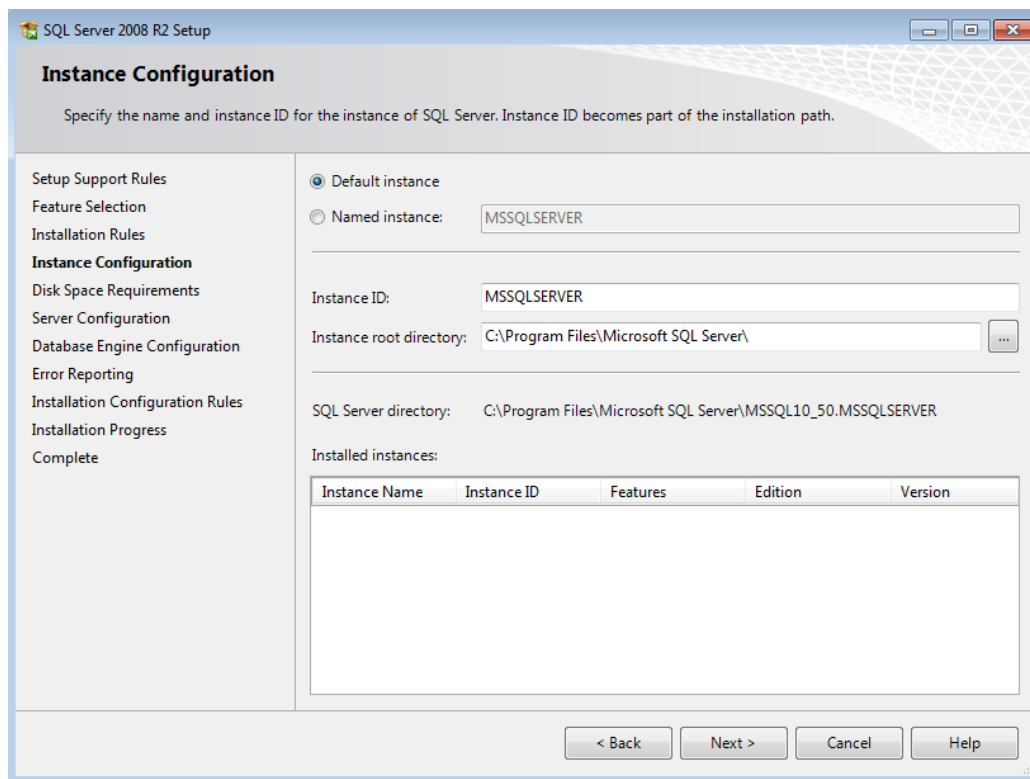 SQL Server 2008 R2 Setup
Instance Configuration
Specify the name and instance ID for the instance of SQL Server. Instance ID becomes part of the installation path.
Setup Support Rules
Feature Selection
Installation Rules
Instance Configuration
Disk Space Requirements
Server Configuration
Database Engine Configuration
Error Reporting
Installation Configuration Rules
Installation Progress
Complete
Default instance
Named instance: MSSQLSERVER
Instance ID: MSSQLSERVER
Instance root directory: C:\Program Files\Microsoft SQL Server\ ...
SQL Server directory: C:\Program Files\Microsoft SQL Server\MSSQL10_50.MSSQLSERVER
Installed instances:
Instance Name Instance ID Features Edition Version
< Back Next > Cancel Help